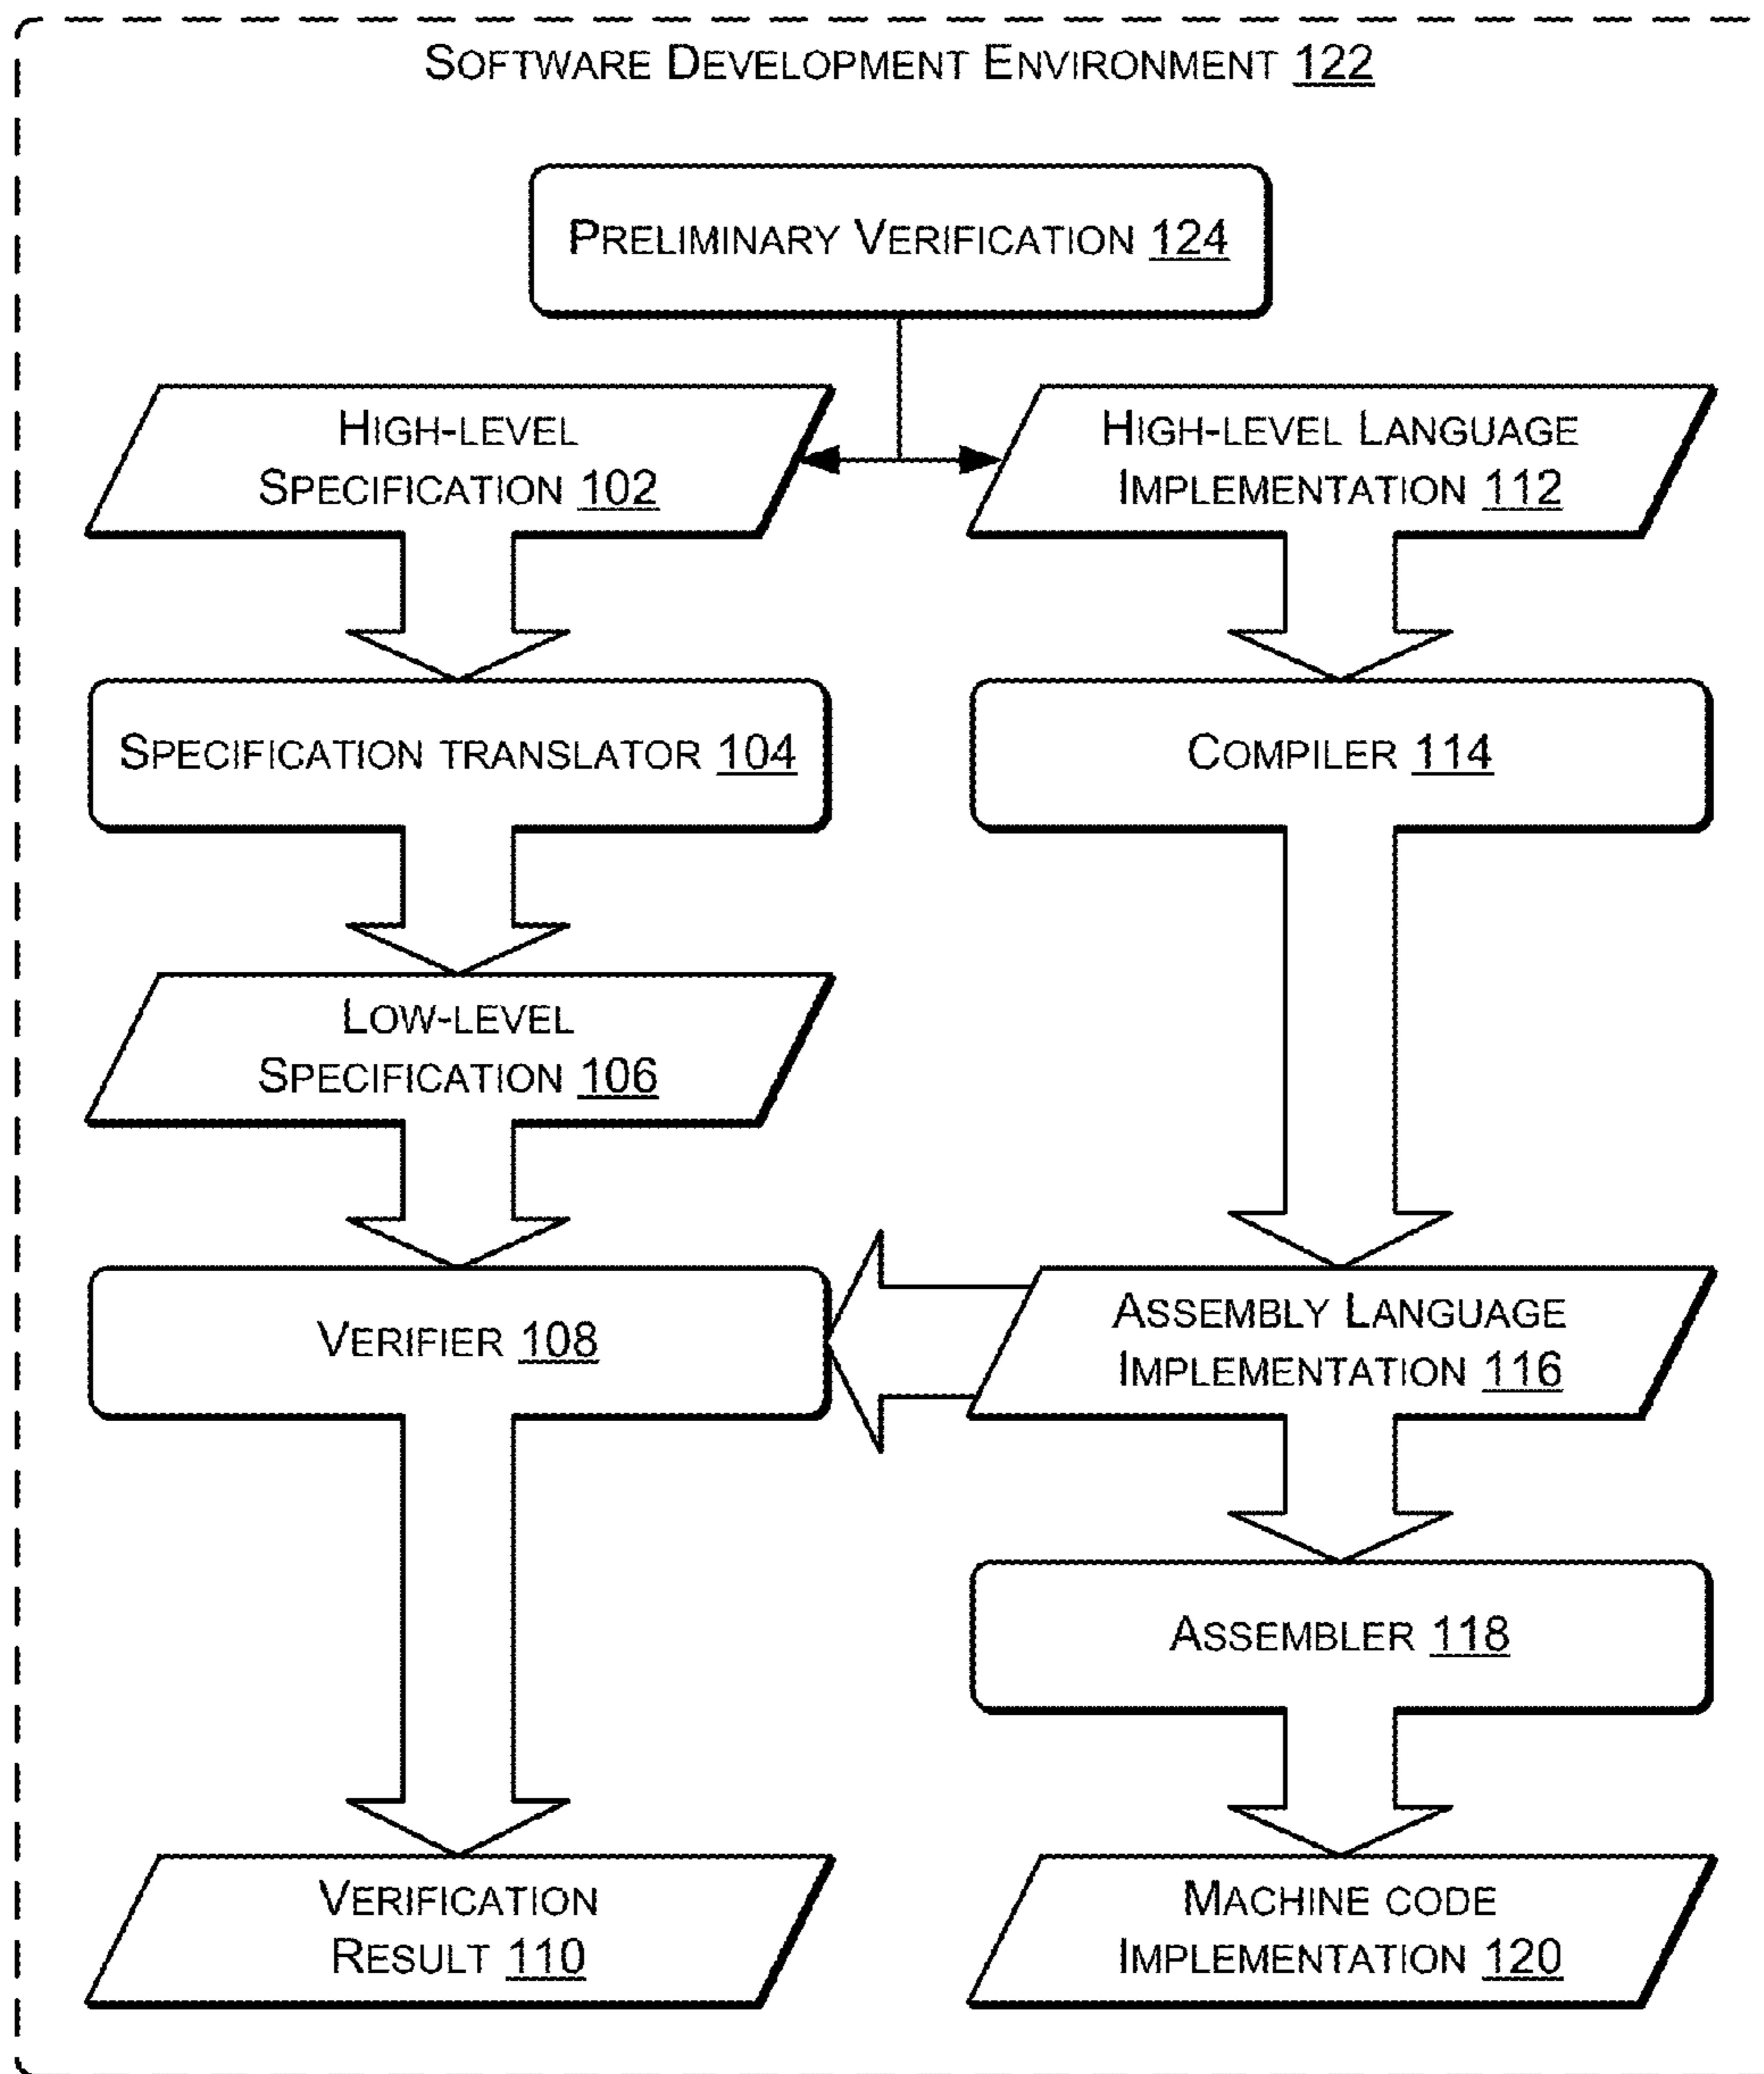 SOFTWARE DEVELOPMENT ENVIRONMENT 122
PRELIMINARY VERIFICATION 124
HIGH-LEVEL
SPECIFICATION 102
HIGH-LEVEL LANGUAGE
IMPLEMENTATION 112
SPECIFICATION TRANSLATOR 104
COMPILER 114
LOW-LEVEL
SPECIFICATION 106
VERIFIER 108
ASSEMBLY LANGUAGE
IMPLEMENTATION 116
ASSEMBLER 118
VERIFICATION
RESULT 110
MACHINE CODE
IMPLEMENTATION 120